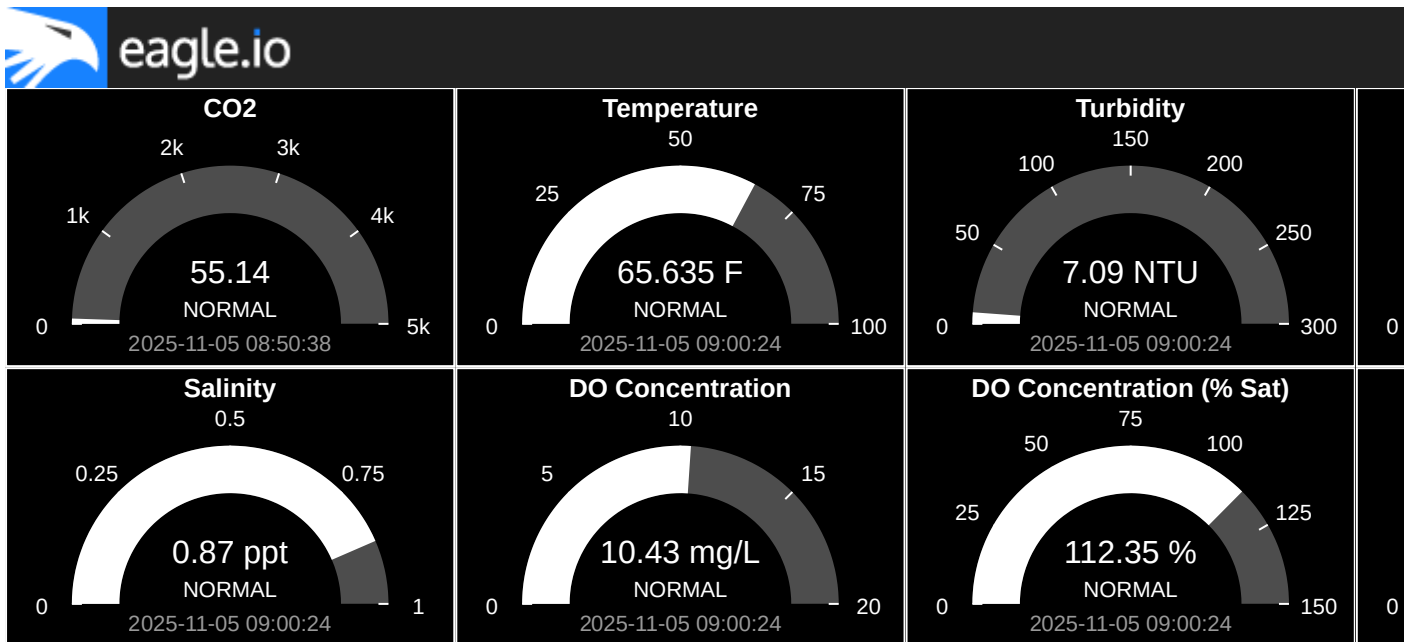 eagle.io
CO2
0
1k
2k
3k
4k
5k
55.14
NORMAL
2025-11-05 08:50:38
Temperature
0
25
50
75
100
65.635 F
NORMAL
2025-11-05 09:00:24
Turbidity
0
50
100
150
200
250
300
7.09 NTU
NORMAL
2025-11-05 09:00:24
0
Salinity
0
0.25
0.5
0.75
1
0.87 ppt
NORMAL
2025-11-05 09:00:24
DO Concentration
0
5
10
15
20
10.43 mg/L
NORMAL
2025-11-05 09:00:24
DO Concentration (% Sat)
0
25
50
75
100
125
150
112.35 %
NORMAL
2025-11-05 09:00:24
0